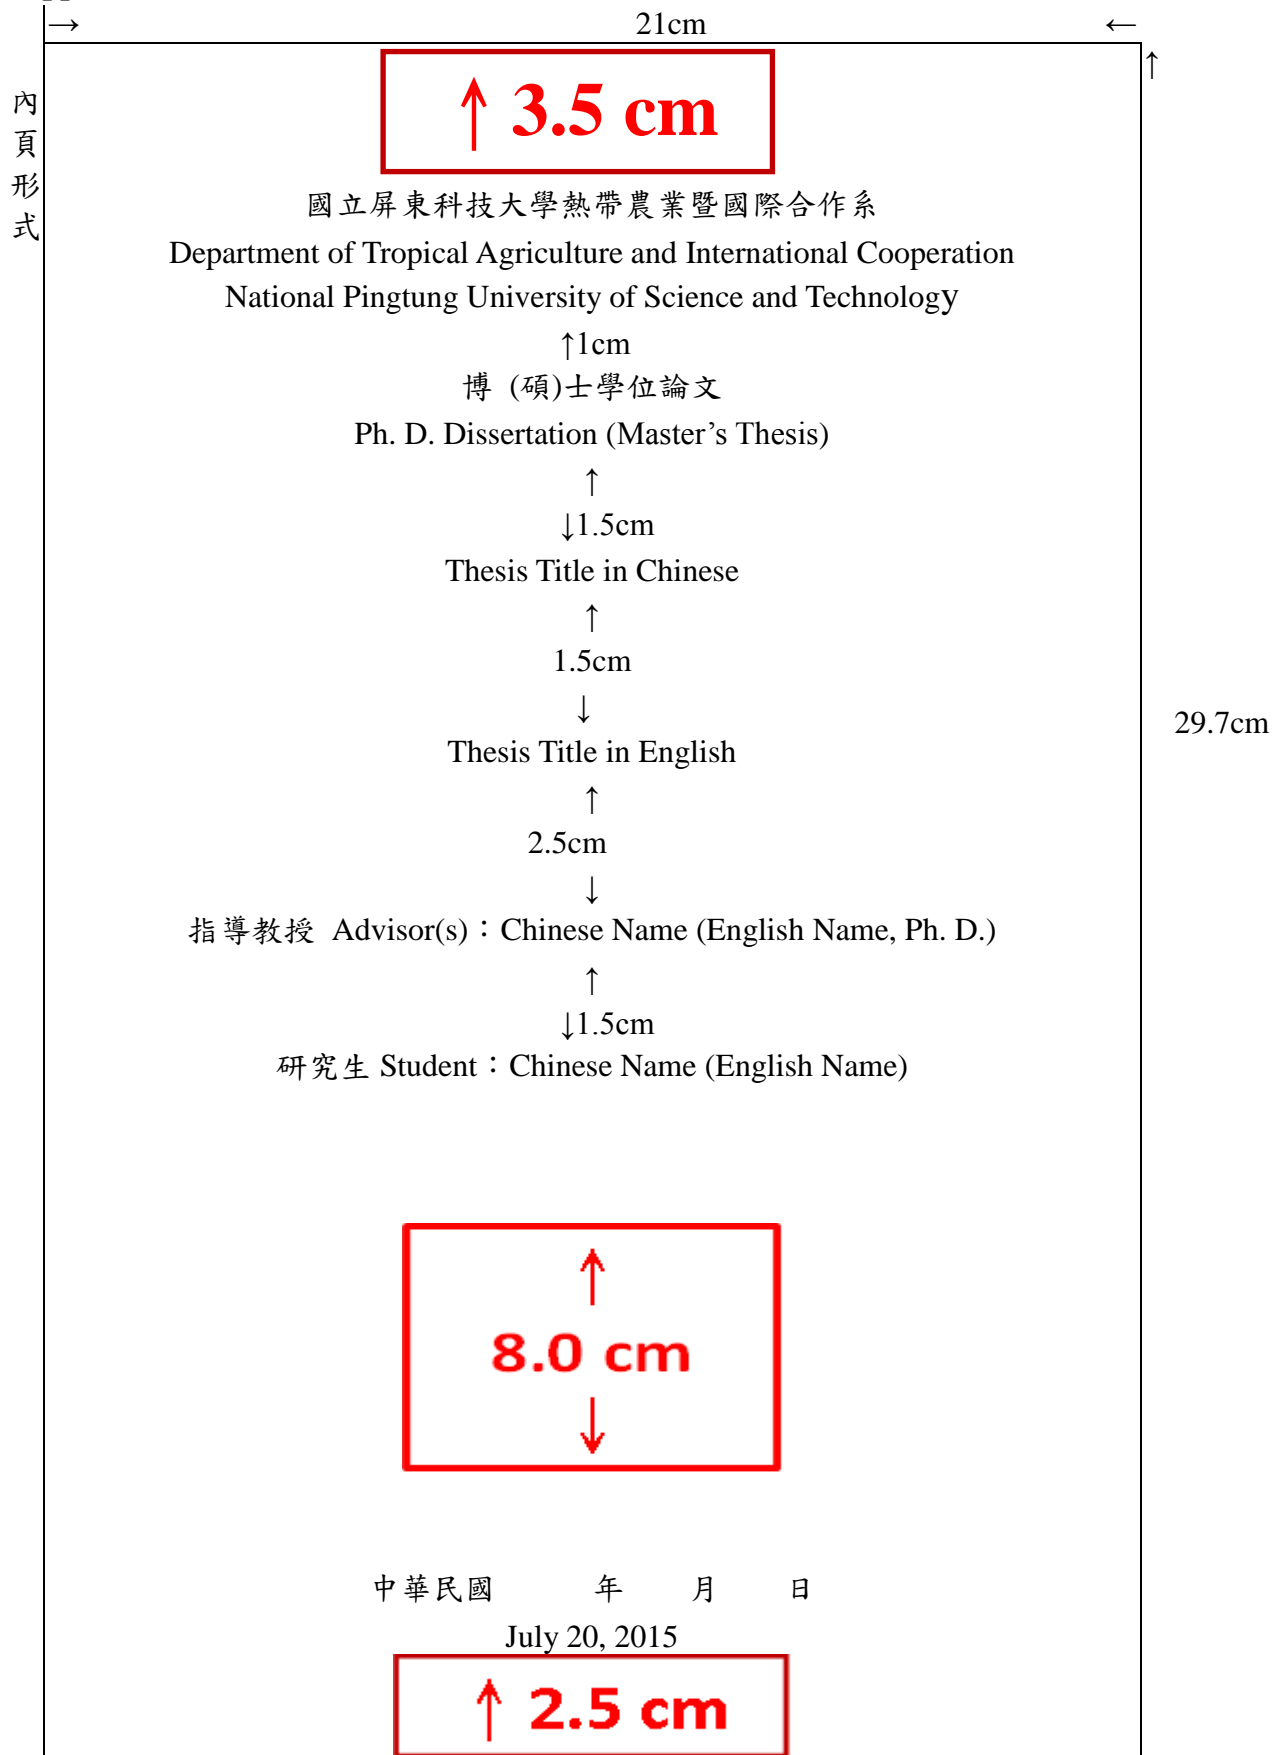 → 21cm ←
↑
內頁形式
↑ 3.5 cm
國立屏東科技大學熱帶農業暨國際合作系
Department of Tropical Agriculture and International Cooperation
National Pingtung University of Science and Technology
↑1cm
博 (碩)士學位論文
Ph. D. Dissertation (Master’s Thesis)
↑
↓1.5cm
Thesis Title in Chinese
↑
1.5cm
↓
29.7cm
Thesis Title in English
↑
2.5cm
↓
指導教授 Advisor(s)：Chinese Name (English Name, Ph. D.)
↑
↓1.5cm
研究生 Student：Chinese Name (English Name)
↑
8.0 cm
↓
中華民國 年 月 日
July 20, 2015
↑ 2.5 cm